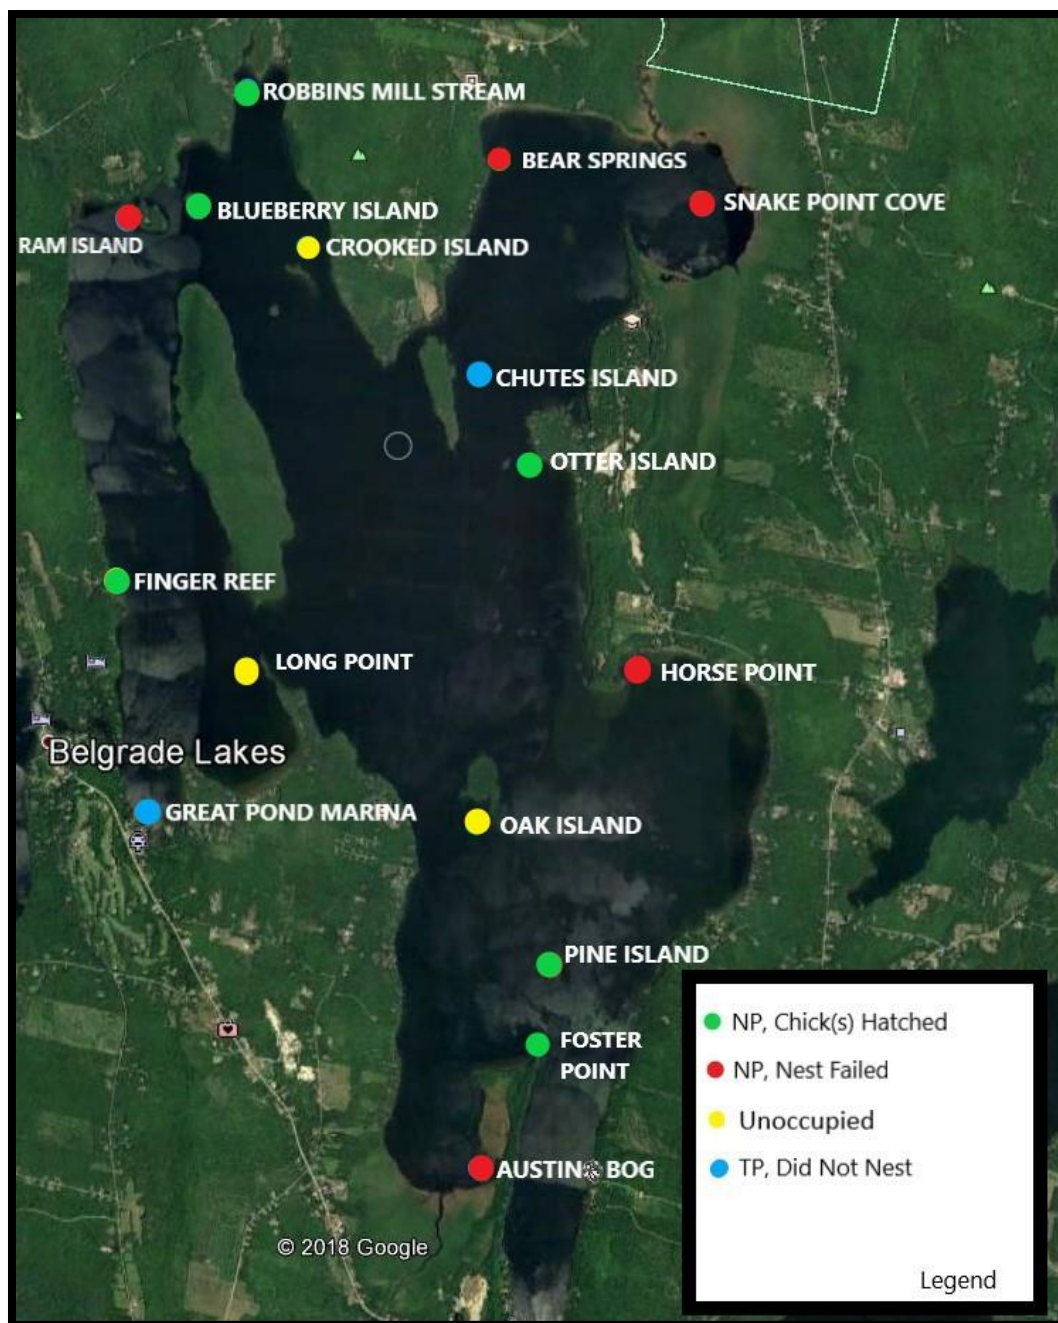 ROBBINS MILL STREAM
BEAR SPRINGS
SNAKE POINT COVE
BLUEBERRY ISLAND
RAM ISLAND
CROOKED ISLAND
CHUTES ISLAND
OTTER ISLAND
FINGER REEF
LONG POINT
HORSE POINT
Belgrade Lakes
GREAT POND MARINA
OAK ISLAND
PINE ISLAND
FOSTER
POINT
AUSTIN BOG
© 2018 Google
NP, Chick(s) Hatched
NP, Nest Failed
Unoccupied
TP, Did Not Nest
Legend